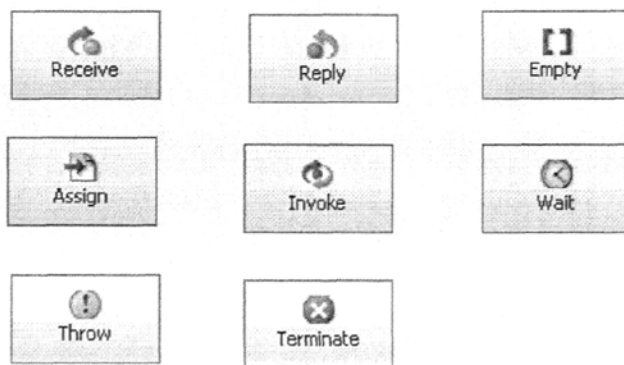 Receive
Reply
Empty
Assign
Invoke
Wait
Throw
Terminate